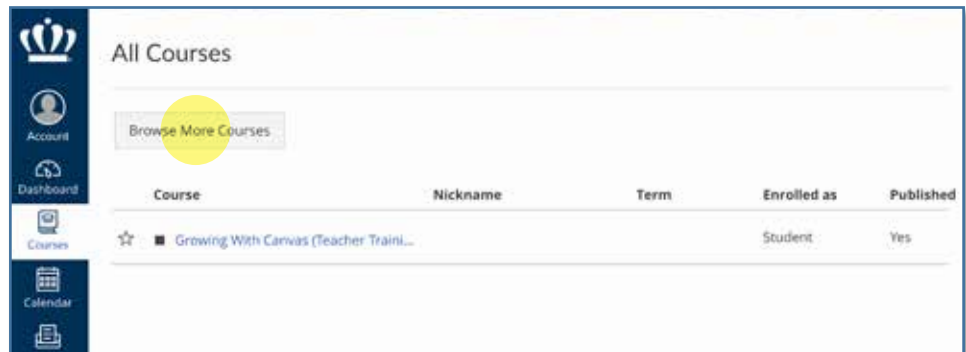 All Courses
Account
Browse More Courses
Dashboard
Course Nickname Term Enrolled as Published
Courses
Growing With Canvas (Teacher Traini... Student Yes
Calendar